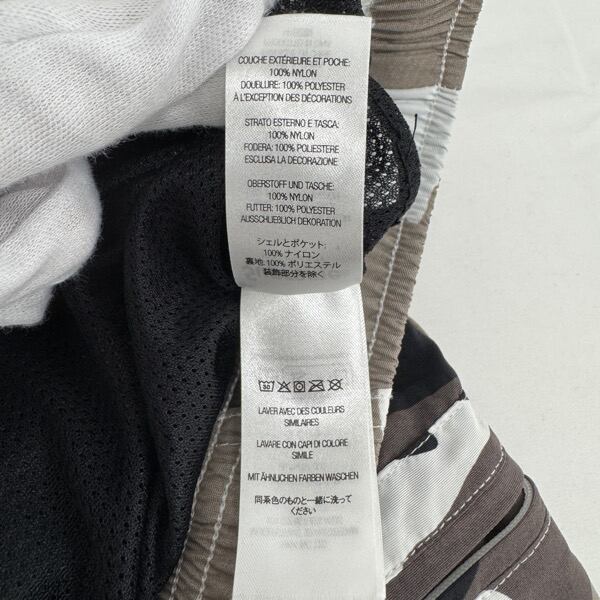 COUCHE EXTÉRIEURE ET POCHE:
100% NYLON
DOUBLURE: 100% POLYESTER
À L'EXCEPTION DES DÉCORATIONS
STRATO ESTERNO E TASCA:
100% NYLON
FODERA: 100% POLIESTERE
ESCLUSA LA DECORAZIONE
OBERSTOFF UND TASCHE:
100% NYLON
FUTTER: 100% POLYESTER
AUSSCHLIEßLICH DEKORATION
シェルとポケット:
100% ナイロン
裏地: 100% ポリエステル
装飾部分を除く
30
LAVER AVEC DES COULEURS
SIMILAIRES
LAVARE CON CAPI DI COLORE
SIMILE
MIT ÄHNLICHEN FARBEN WASCHEN
同系色のものと一緒に洗って
ください